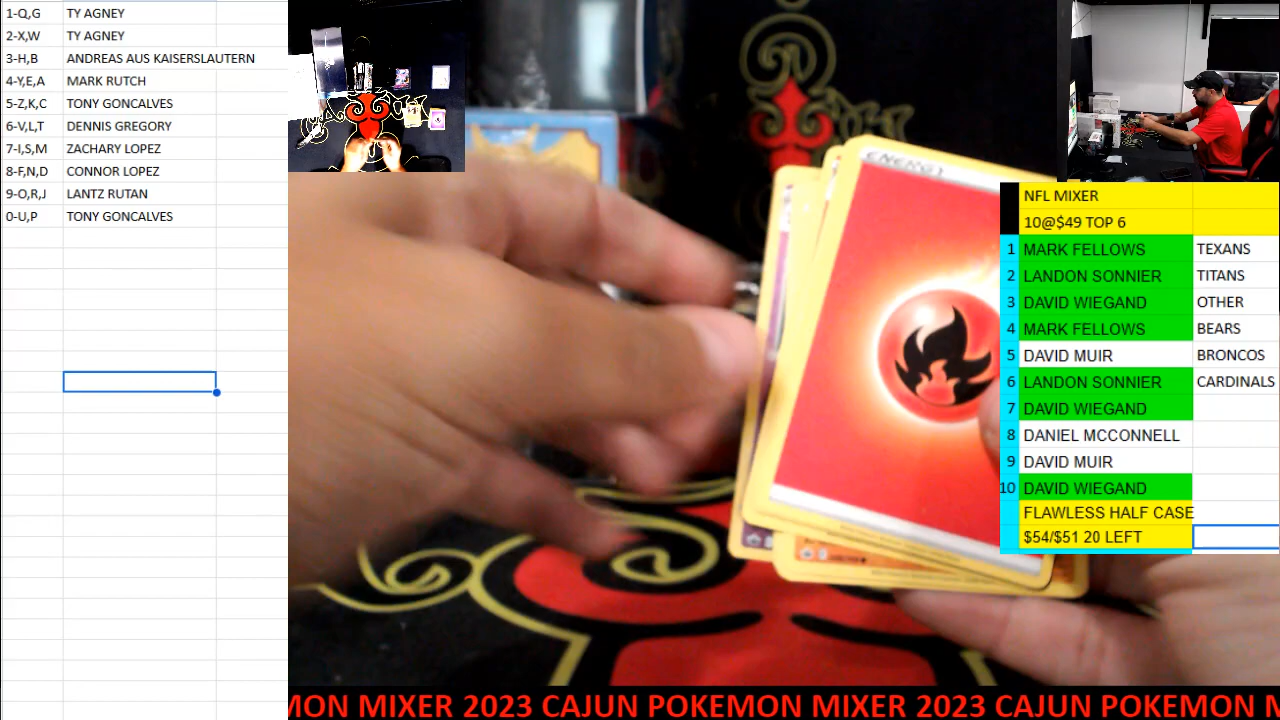 1-Q,G TY AGNEY
2-X,W TY AGNEY
3-H,B ANDREAS AUS KAISERSLAUTERN
4-Y,E,A MARK RUTCH
5-Z,K,C TONY GONCALVES
6-V,L,T DENNIS GREGORY
7-I,S,M ZACHARY LOPEZ
8-F,N,D CONNOR LOPEZ
9-O,R,J LANTZ RUTAN
0-U,P TONY GONCALVES
ENERGY
NFL MIXER
10@$49 TOP 6
1 MARK FELLOWS TEXANS
2 LANDON SONNIER TITANS
3 DAVID WIEGAND OTHER
4 MARK FELLOWS BEARS
5 DAVID MUIR BRONCOS
6 LANDON SONNIER CARDINALS
7 DAVID WIEGAND
8 DANIEL MCCONNELL
9 DAVID MUIR
10 DAVID WIEGAND
FLAWLESS HALF CASE
$54/$51 20 LEFT
MON MIXER 2023 CAJUN POKEMON MIXER 2023 CAJUN POKEMON M